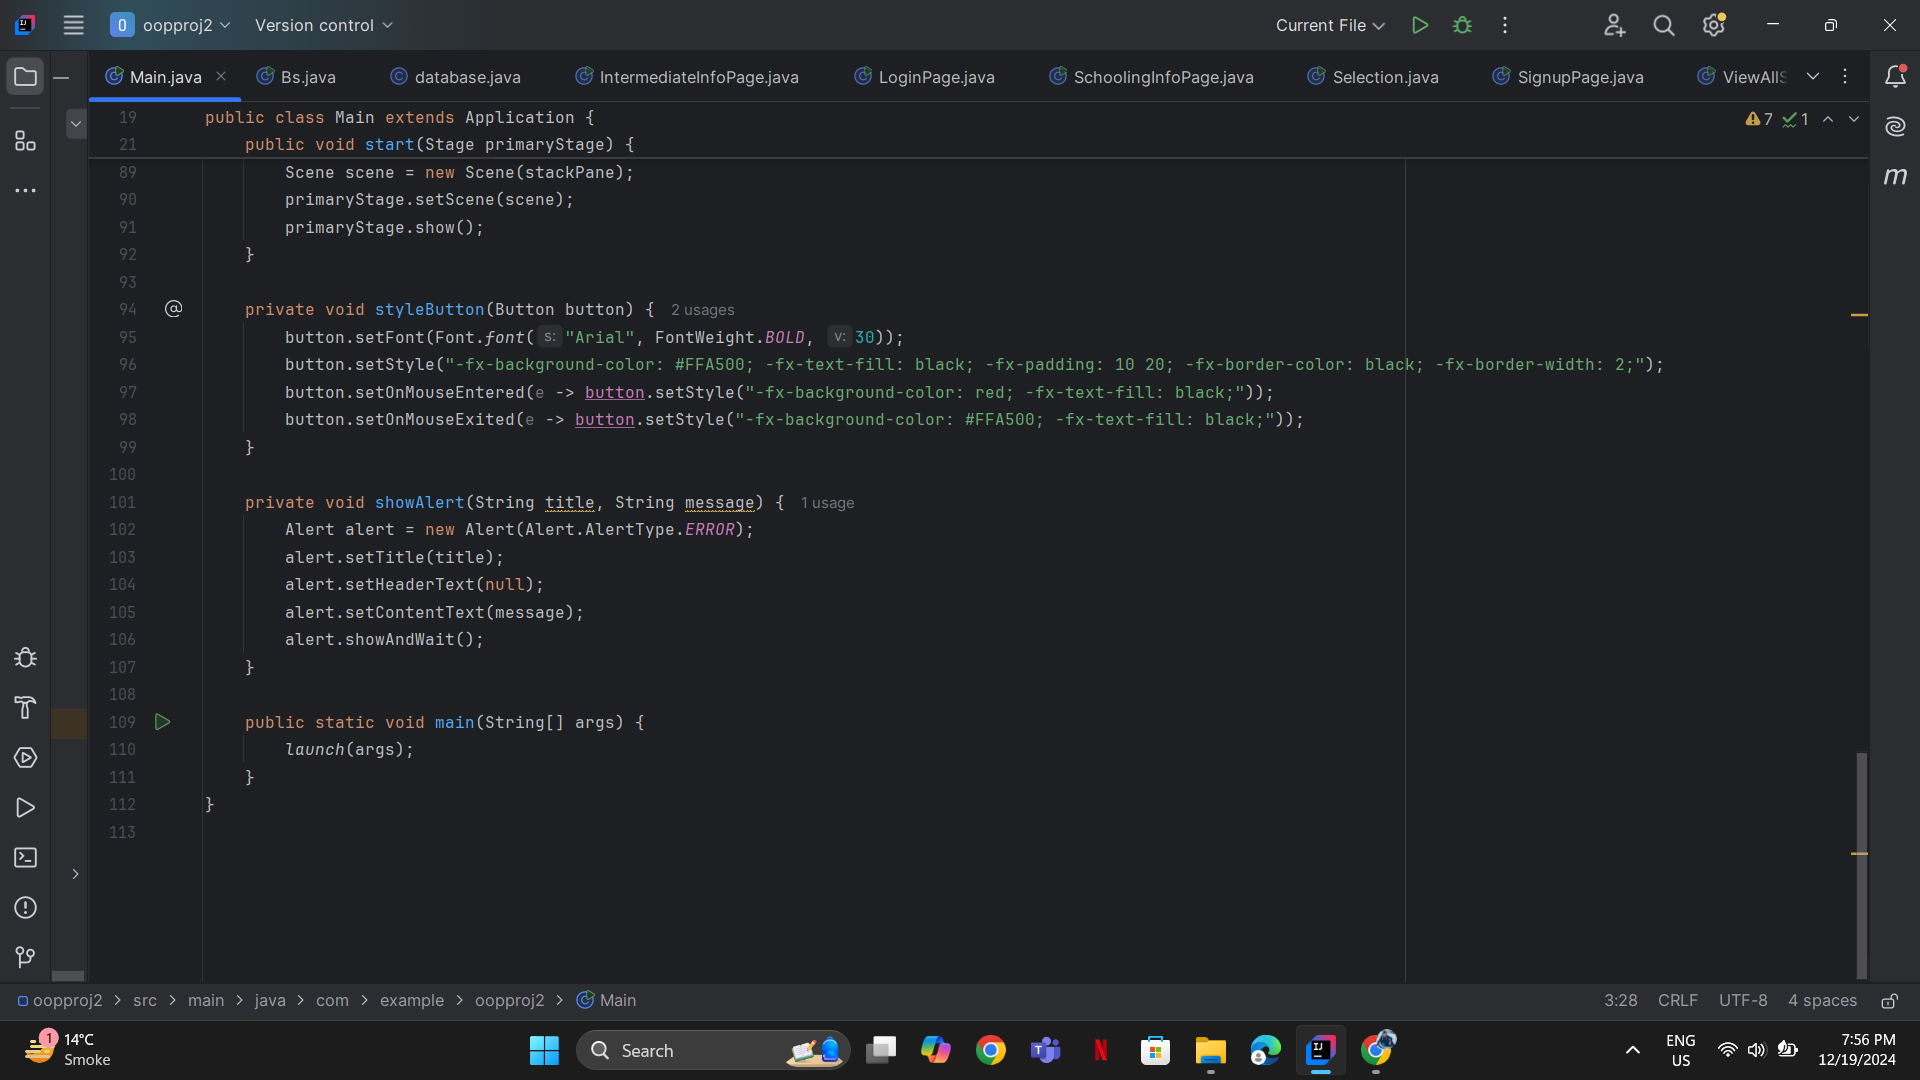 oopproj2
Version control
Current File
Main.java
Bs.java
database.java
IntermediateInfoPage.java
LoginPage.java
SchoolingInfoPage.java
Selection.java
SignupPage.java
ViewAllS
19 public class Main extends Application {
7 1
21 public void start(Stage primaryStage) {
89 Scene scene = new Scene(stackPane);
90 primaryStage.setScene(scene);
91 primaryStage.show();
92 }
93
94 private void styleButton(Button button) { 2 usages
95 button.setFont(Font.font( s: "Arial", FontWeight.BOLD, v: 30));
96 button.setStyle("-fx-background-color: #FFA500; -fx-text-fill: black; -fx-padding: 10 20; -fx-border-color: black; -fx-border-width: 2;");
97 button.setOnMouseEntered(e -> button.setStyle("-fx-background-color: red; -fx-text-fill: black;"));
98 button.setOnMouseExited(e -> button.setStyle("-fx-background-color: #FFA500; -fx-text-fill: black;"));
99 }
100
101 private void showAlert(String title, String message) { 1 usage
102 Alert alert = new Alert(Alert.AlertType.ERROR);
103 alert.setTitle(title);
104 alert.setHeaderText(null);
105 alert.setContentText(message);
106 alert.showAndWait();
107 }
108
109 public static void main(String[] args) {
110 launch(args);
111 }
112 }
113
oopproj2 > src > main > java > com > example > oopproj2 > Main
3:28 CRLF UTF-8 4 spaces
1
14°C
Smoke
Search
ENG
US
7:56 PM
12/19/2024